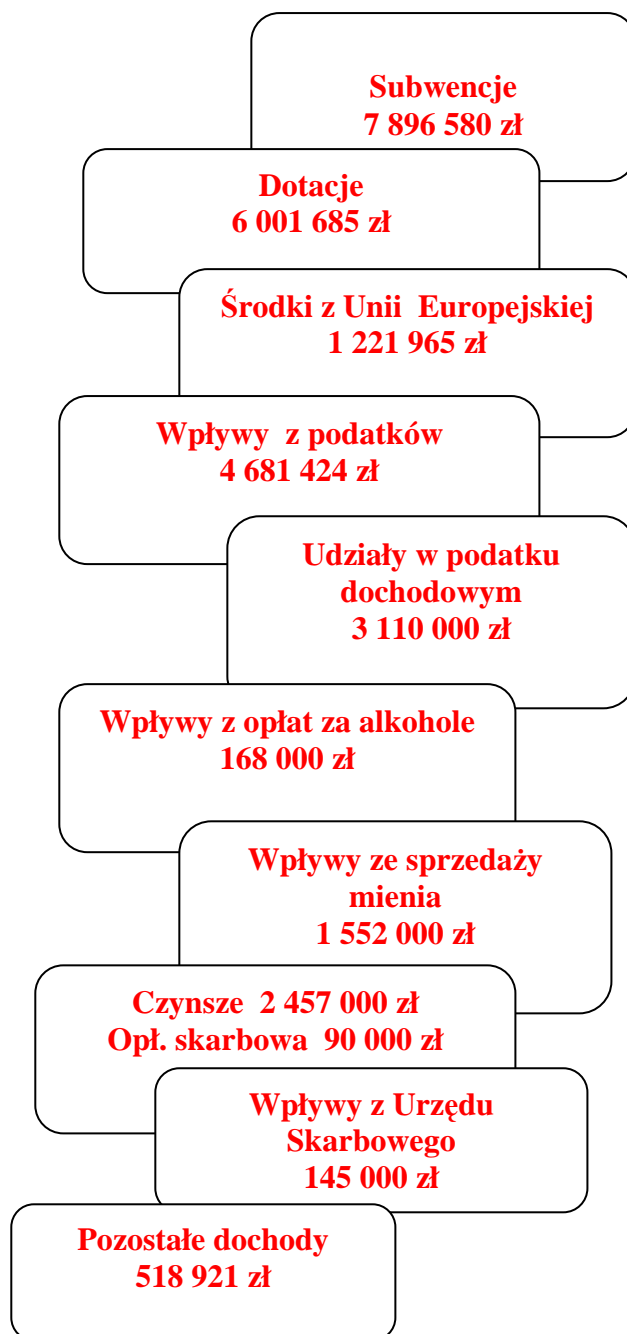 Subwencje
7 896 580 zł
Dotacje
6 001 685 zł
Środki z Unii Europejskiej
1 221 965 zł
Wpływy z podatków
4 681 424 zł
Udziały w podatku
dochodowym
3 110 000 zł
Wpływy z opłat za alkohole
168 000 zł
Wpływy ze sprzedaży
mienia
1 552 000 zł
Czynsze 2 457 000 zł
Opł. skarbowa 90 000 zł
Wpływy z Urzędu
Skarbowego
145 000 zł
Pozostałe dochody
518 921 zł